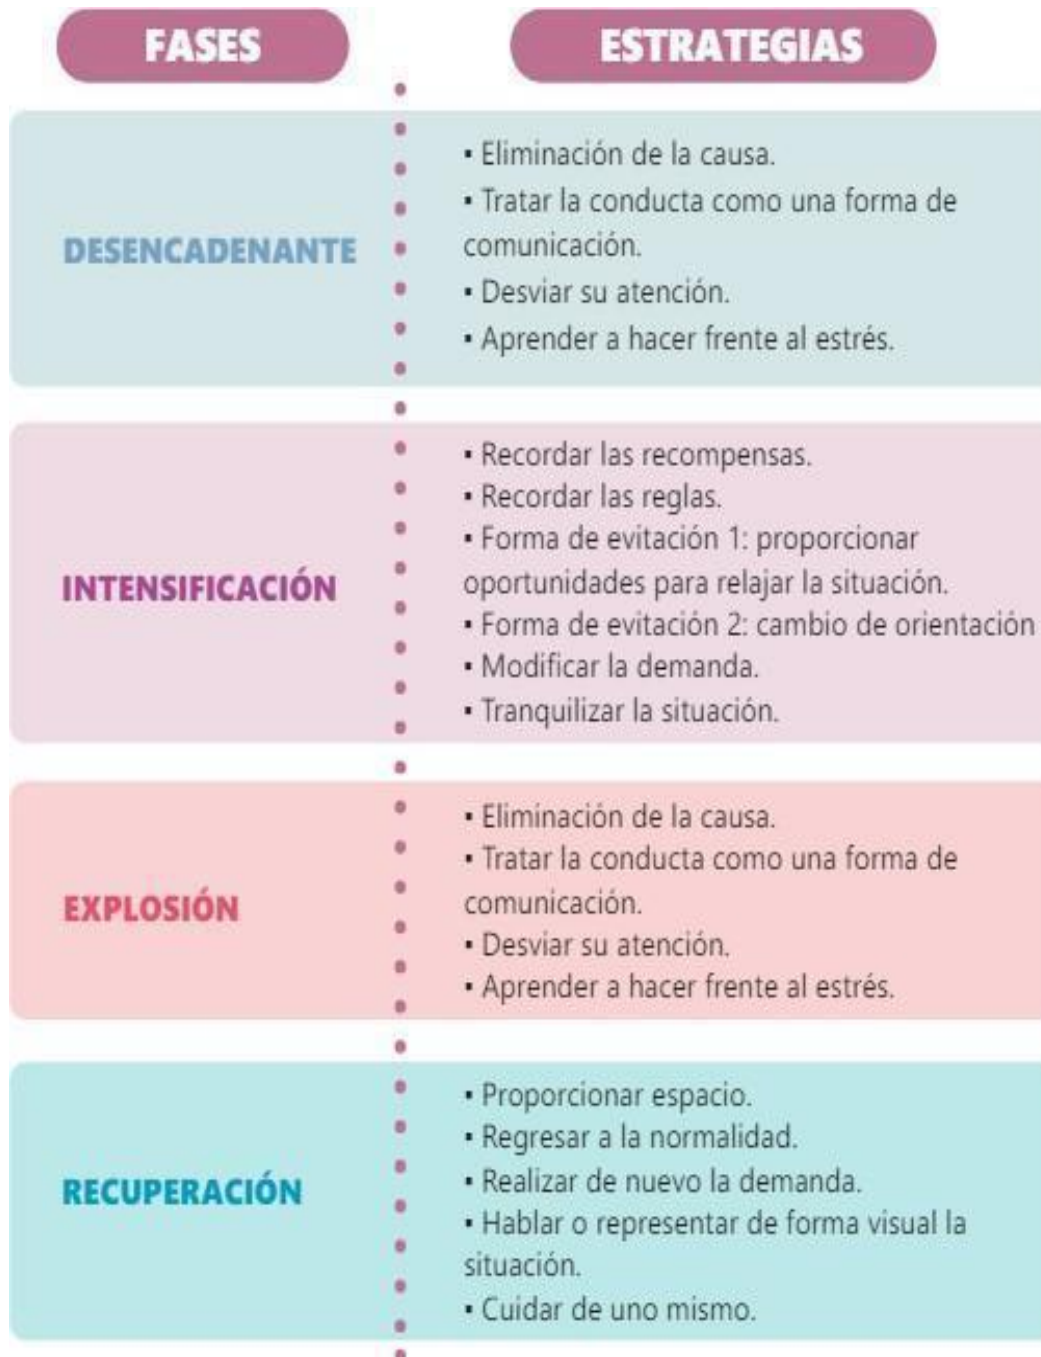 FASES
ESTRATEGIAS
DESENCADENANTE
▪ Eliminación de la causa.
▪ Tratar la conducta como una forma de
comunicación.
▪ Desviar su atención.
▪ Aprender a hacer frente al estrés.
INTENSIFICACIÓN
▪ Recordar las recompensas.
▪ Recordar las reglas.
▪ Forma de evitación 1: proporcionar
oportunidades para relajar la situación.
▪ Forma de evitación 2: cambio de orientación
▪ Modificar la demanda.
▪ Tranquilizar la situación.
EXPLOSIÓN
▪ Eliminación de la causa.
▪ Tratar la conducta como una forma de
comunicación.
▪ Desviar su atención.
▪ Aprender a hacer frente al estrés.
RECUPERACIÓN
▪ Proporcionar espacio.
▪ Regresar a la normalidad.
▪ Realizar de nuevo la demanda.
▪ Hablar o representar de forma visual la
situación.
▪ Cuidar de uno mismo.